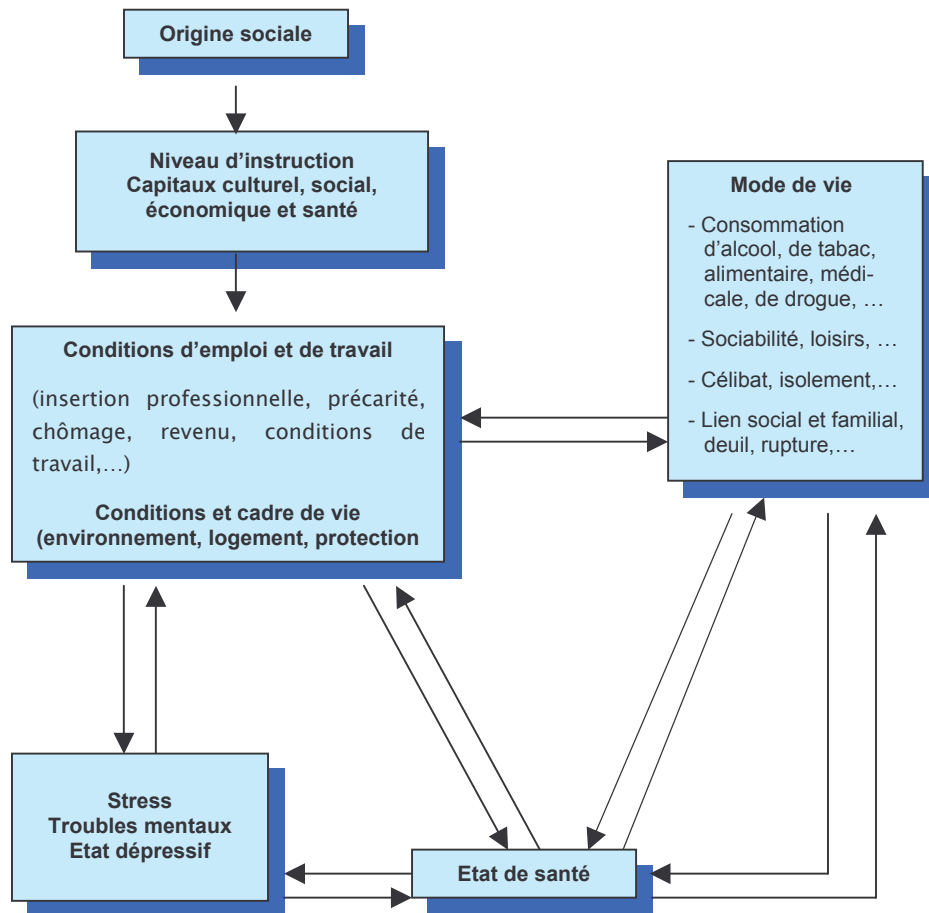 Origine sociale
Niveau d’instruction
Capitaux culturel, social,
économique et santé
Mode de vie
- Consommation
d’alcool, de tabac,
alimentaire, médi-
cale, de drogue, …
- Sociabilité, loisirs, …
- Célibat, isolement,…
- Lien social et familial,
deuil, rupture,…
Conditions d’emploi et de travail
(insertion professionnelle, précarité,
chômage, revenu, conditions de
travail,…)
Conditions et cadre de vie
(environnement, logement, protection
Stress
Troubles mentaux
Etat dépressif
Etat de santé